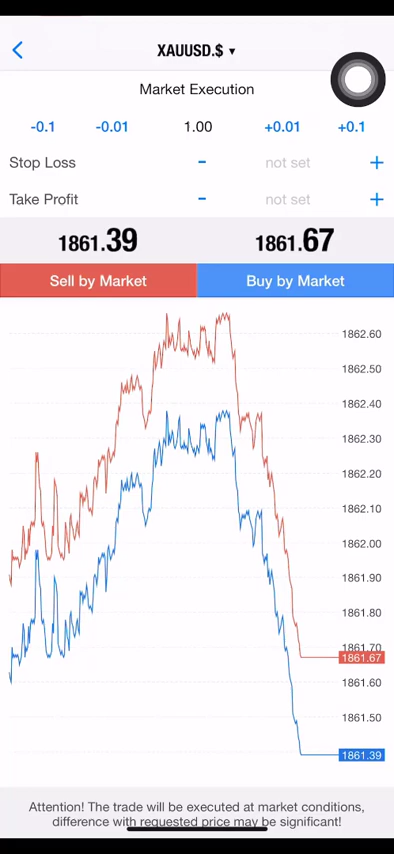 XAUUSD.$ ▾
Market Execution
-0.1 -0.01 1.00 +0.01 +0.1
Stop Loss - not set +
Take Profit - not set +
1861.39 1861.67
Sell by Market Buy by Market
1862.60
1862.50
1862.40
1862.30
1862.20
1862.10
1862.00
1861.90
1861.80
1861.70
1861.67
1861.60
1861.50
1861.39
Attention! The trade will be executed at market conditions,
difference with requested price may be significant!